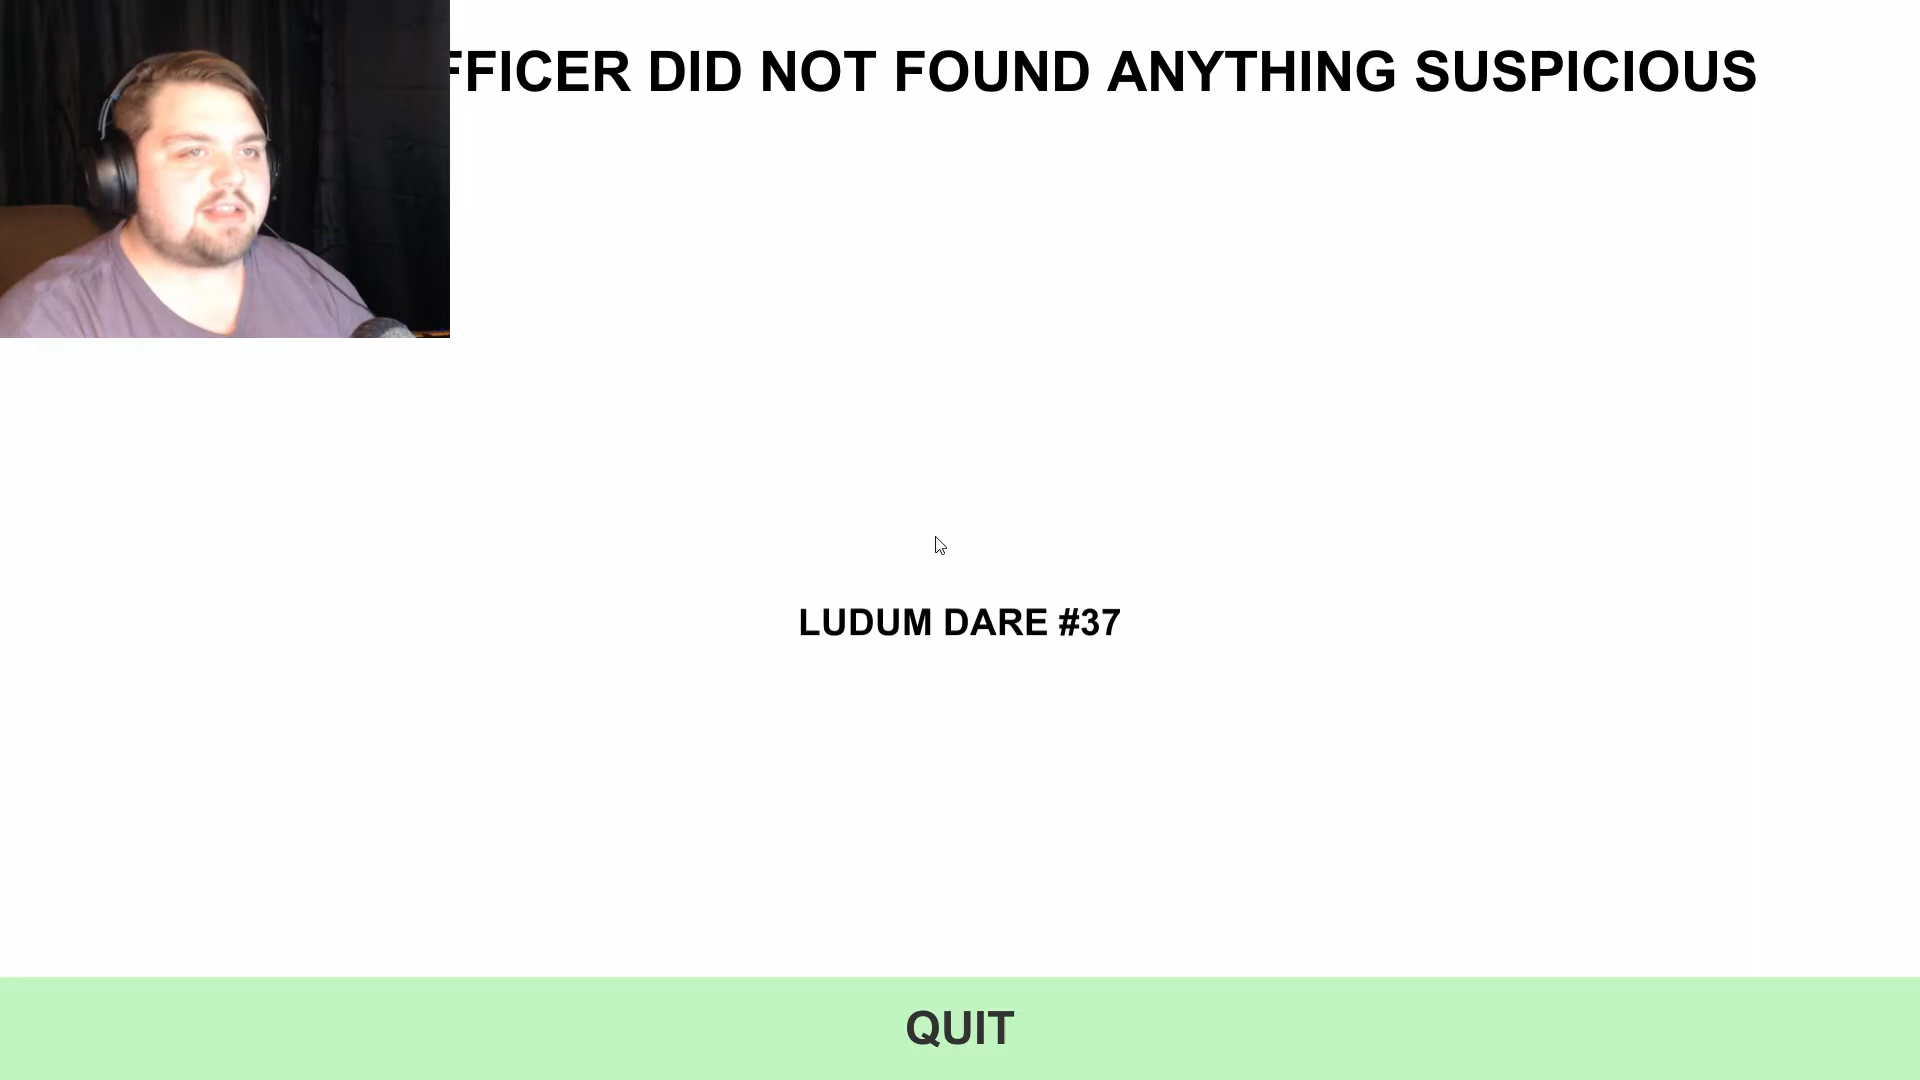 FFICER DID NOT FOUND ANYTHING SUSPICIOUS
LUDUM DARE #37
QUIT